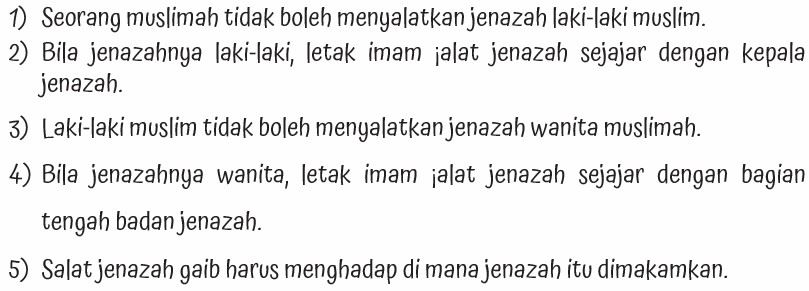 1) Seorang muslimah tidak boleh menyalatkan jenazah laki-laki muslim.
2) Bila jenazahnya laki-laki, letak imam ṣalat jenazah sejajar dengan kepala
jenazah.
3) Laki-laki muslim tidak boleh menyalatkan jenazah wanita muslimah.
4) Bila jenazahnya wanita, letak imam ṣalat jenazah sejajar dengan bagian
tengah badan jenazah.
5) Salat jenazah gaib harus menghadap di mana jenazah itu dimakamkan.